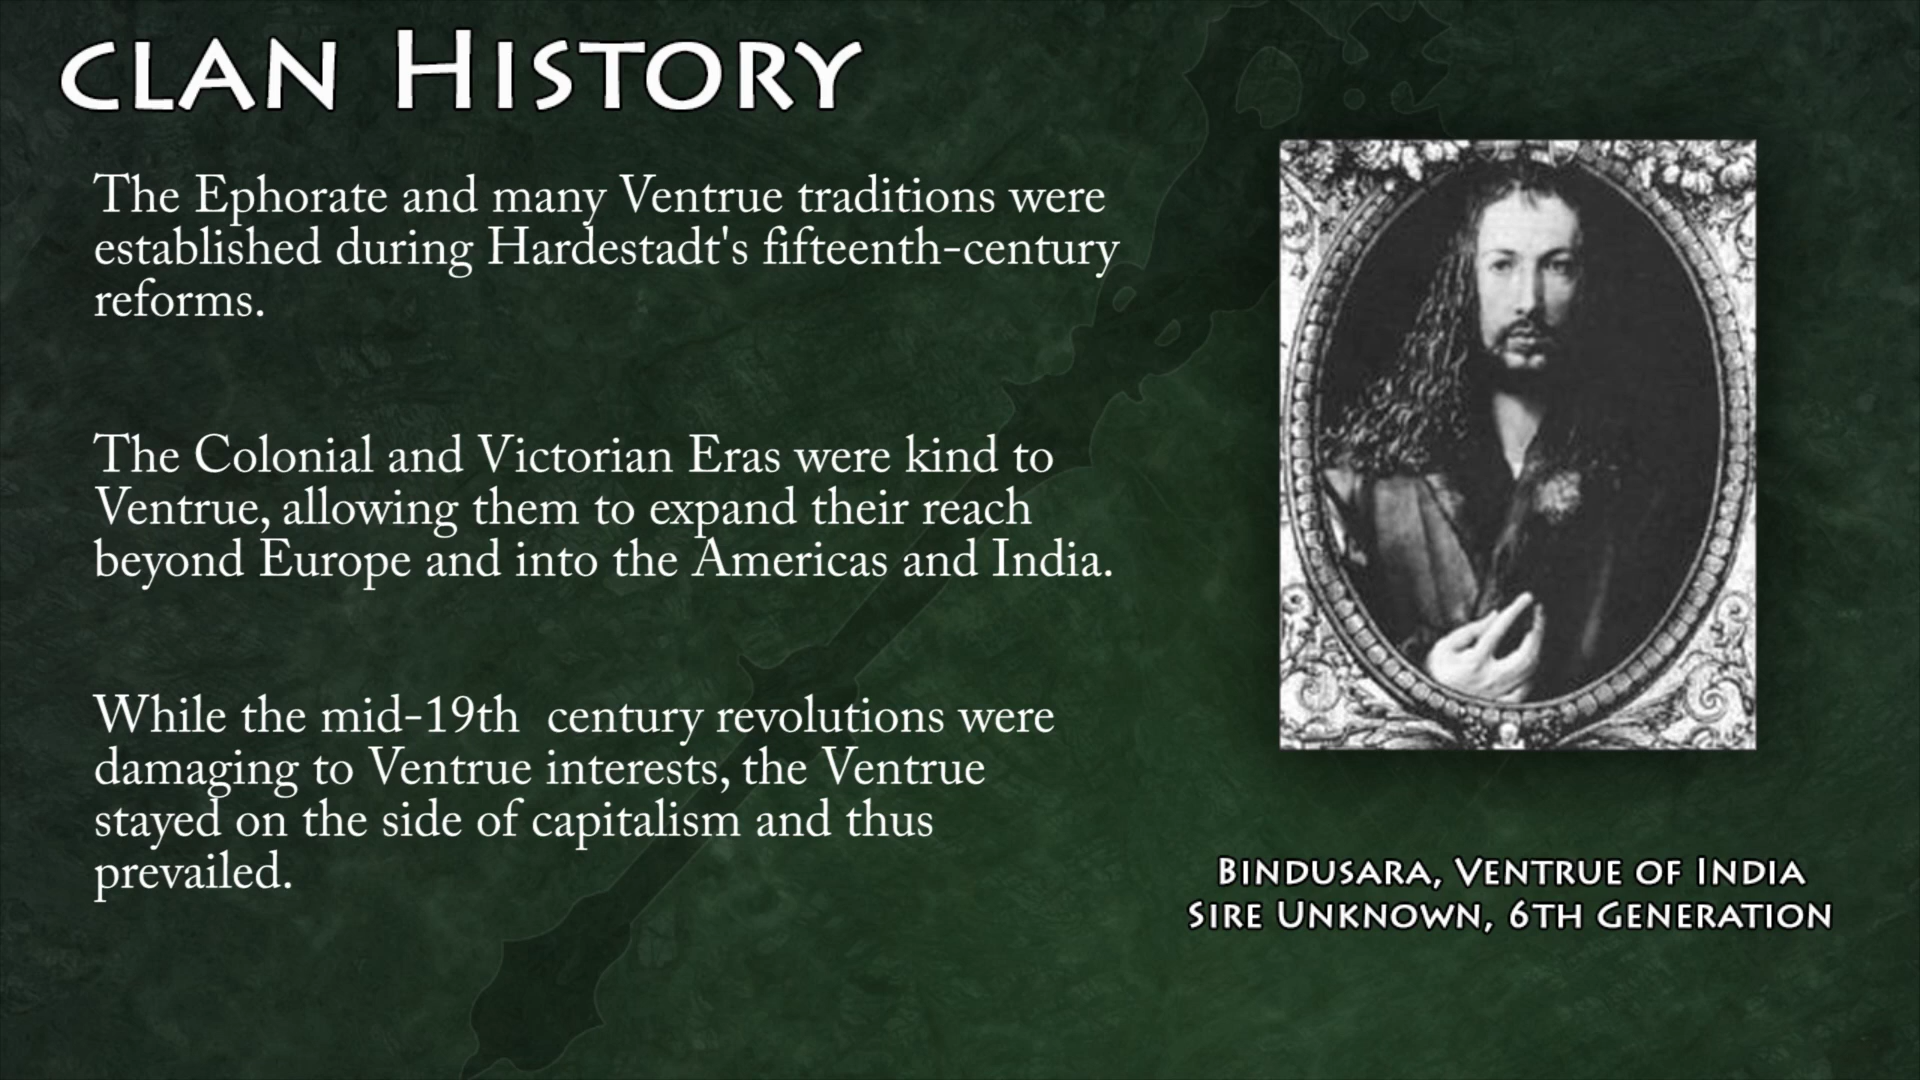 CLAN HISTORY
The Ephorate and many Ventrue traditions were
established during Hardestadt's fifteenth-century
reforms.
The Colonial and Victorian Eras were kind to
Ventrue, allowing them to expand their reach
beyond Europe and into the Americas and India.
While the mid-19th  century revolutions were
damaging to Ventrue interests, the Ventrue
stayed on the side of capitalism and thus
prevailed.
BINDUSARA, VENTRUE OF INDIA
SIRE UNKNOWN, 6TH GENERATION